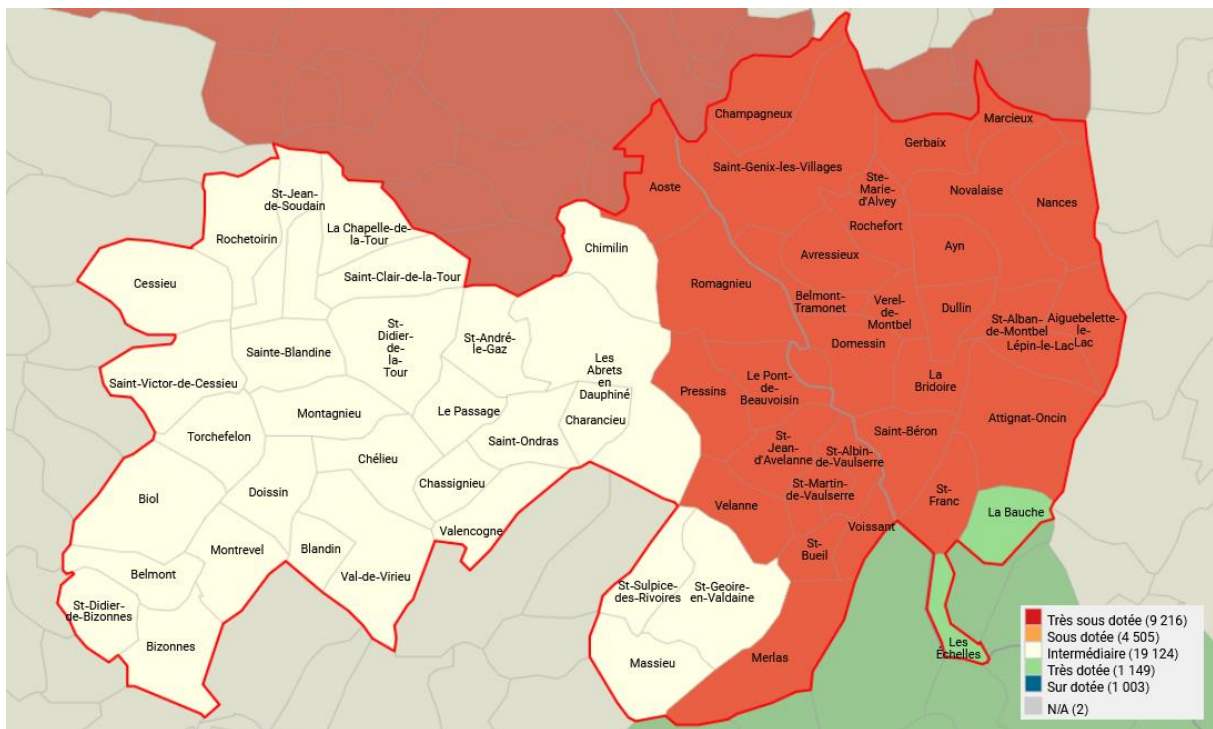 Champagneux
Marcieux
Gerbaix
Saint-Genix-les-Villages
Aoste
Ste-
Marie-
d'Alvey
Novalaise
Nances
St-Jean-
de-Soudain
Rochefort
La Chapelle-de-
la-Tour
Rochetoirin
Chimilin
Avressieux
Ayn
Saint-Clair-de-la-Tour
Cessieu
Romagnieu
Belmont-
Tramonet
Verel-
de-
Montbel
Dullin
St-Alban-
de-Montbel
Aiguebelette-
le-
Lac
Lépin-le-Lac
St-
Didier-
de-
la-
Tour
St-André-
le-Gaz
Sainte-Blandine
Domessin
Les
Abrets
en
Dauphiné
Saint-Victor-de-Cessieu
Pressins
Le Pont-
de-
Beauvoisin
La
Bridoire
Montagnieu
Le Passage
Charancieu
Attignat-Oncin
Torchefelon
Saint-Ondras
St-
Jean-
d'Avelanne
St-Albin-
de-Vaulserre
Saint-Béron
Chélieu
Chassignieu
St-Martin-
de-Vaulserre
St-
Franc
Biol
Doissin
Velanne
La Bauche
Valencogne
Voissant
Montrevel
Blandin
St-
Bueil
Belmont
Val-de-Virieu
St-Sulpice-
des-Rivoires
St-Geoire-
en-Valdaine
St-Didier-
de-Bizonnes
Bizonnes
Massieu
Merlas
Les
Échelles
Très sous dotée (9 216)
Sous dotée (4 505)
Intermédiaire (19 124)
Très dotée (1 149)
Sur dotée (1 003)
N/A (2)